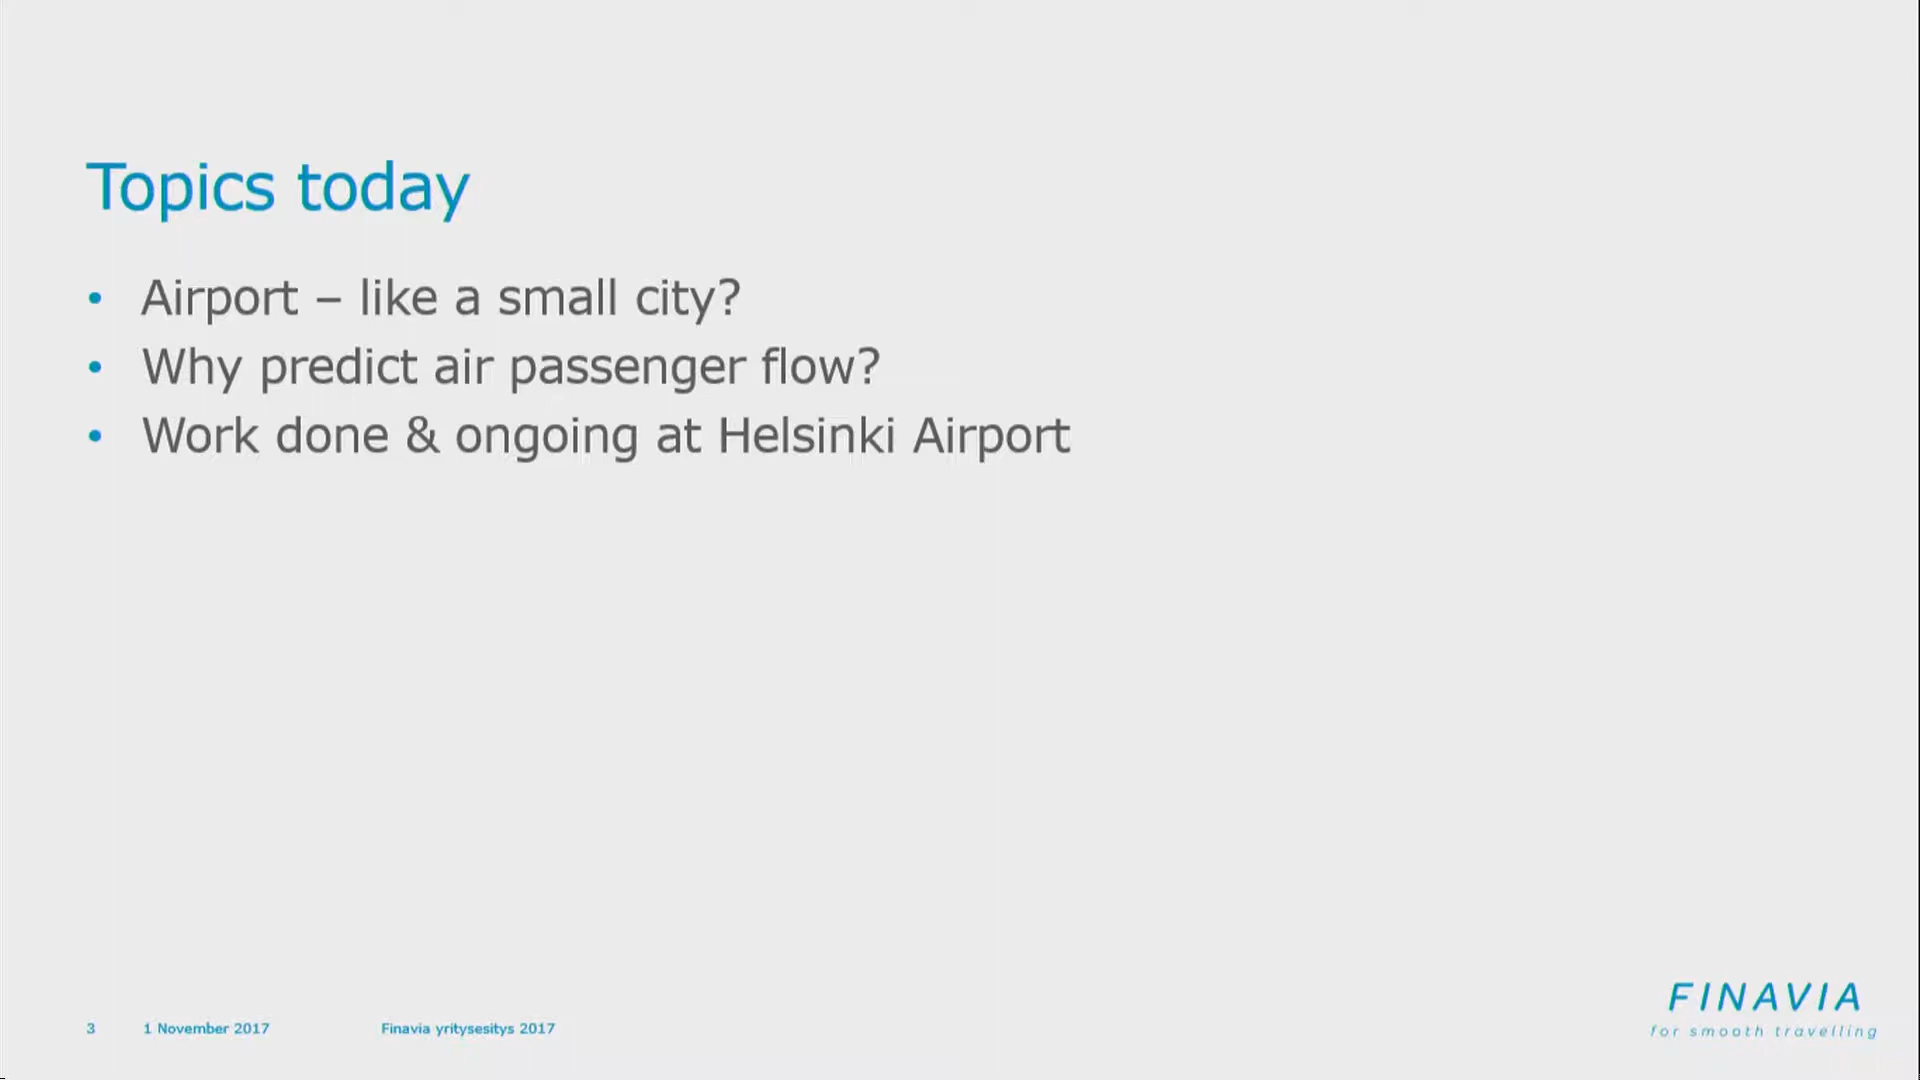 Topics today
• Airport – like a small city?
• Why predict air passenger flow?
• Work done & ongoing at Helsinki Airport
3 1 November 2017 Finavia yritysesitys 2017
FINAVIA
for smooth travelling